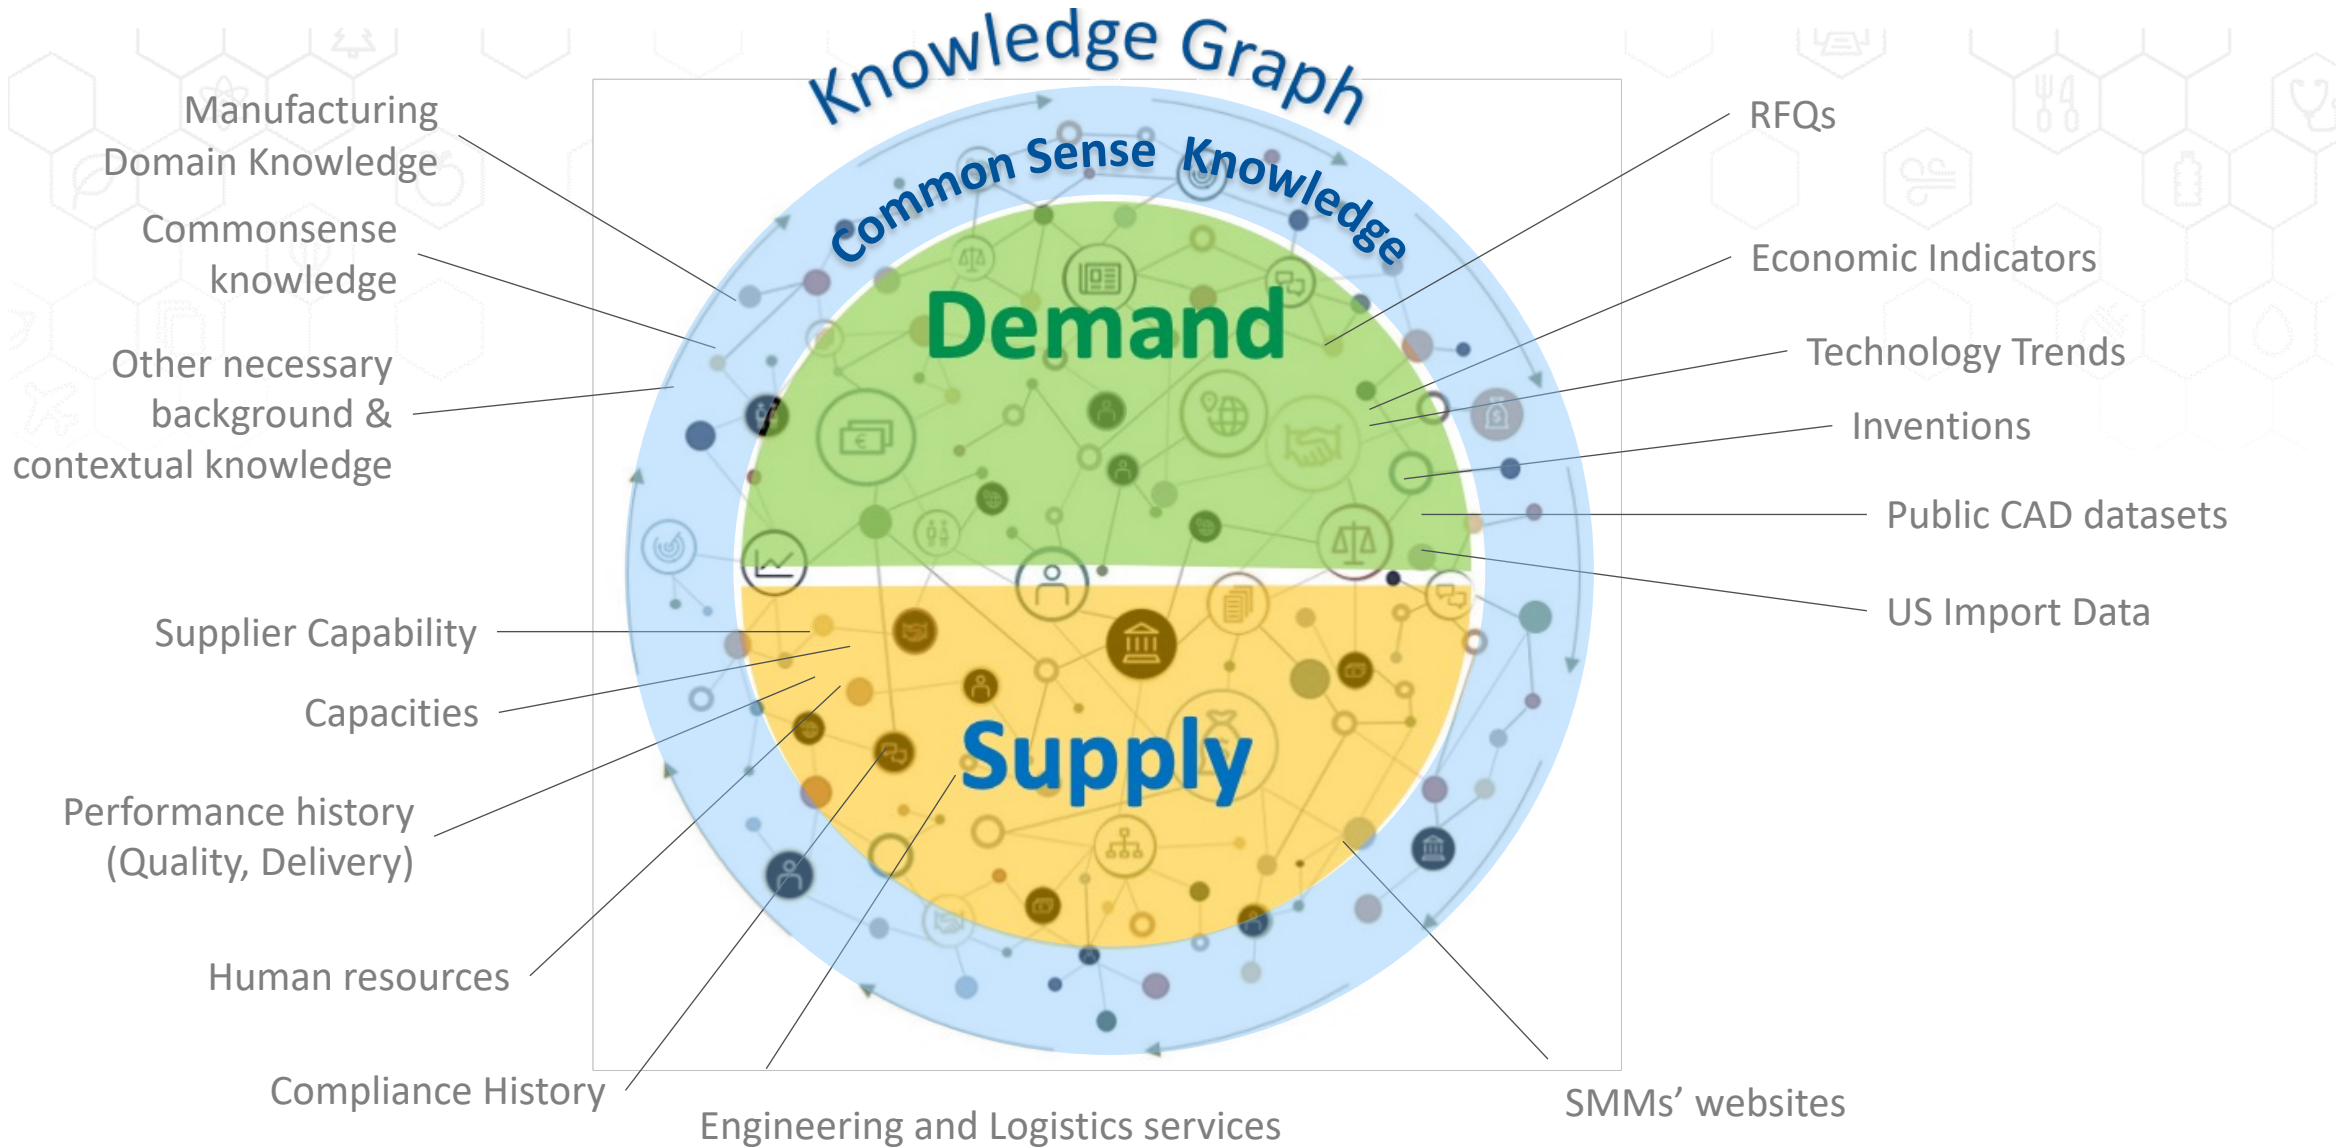 Knowledge Graph
Common Sense Knowledge
Demand
Supply
Manufacturing
Domain Knowledge
Commonsense
knowledge
Other necessary
background &
contextual knowledge
Supplier Capability
Capacities
Performance history
(Quality, Delivery)
Human resources
Compliance History
Engineering and Logistics services
RFQs
Economic Indicators
Technology Trends
Inventions
Public CAD datasets
US Import Data
SMMs’ websites